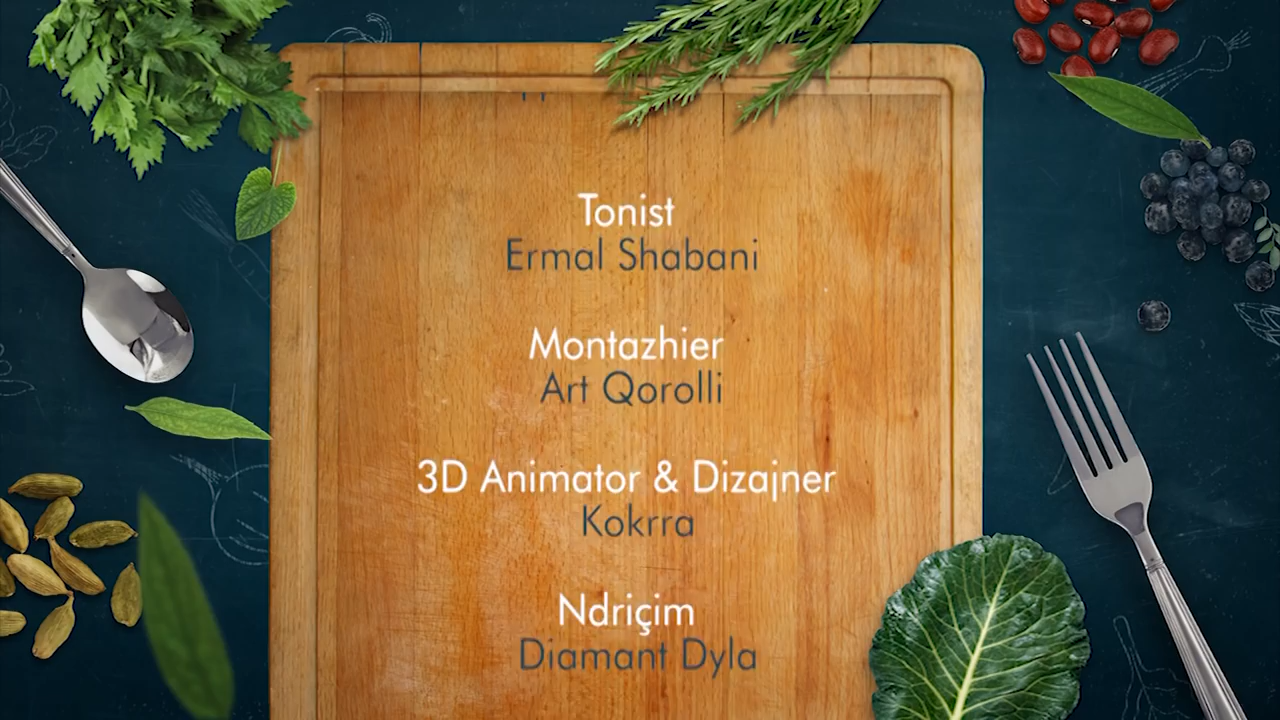 Tonist
Ermal Shabani
Montazhier
Art Qorolli
3D Animator & Dizajner
Kokrra
Ndriçim
Diamant Dyla